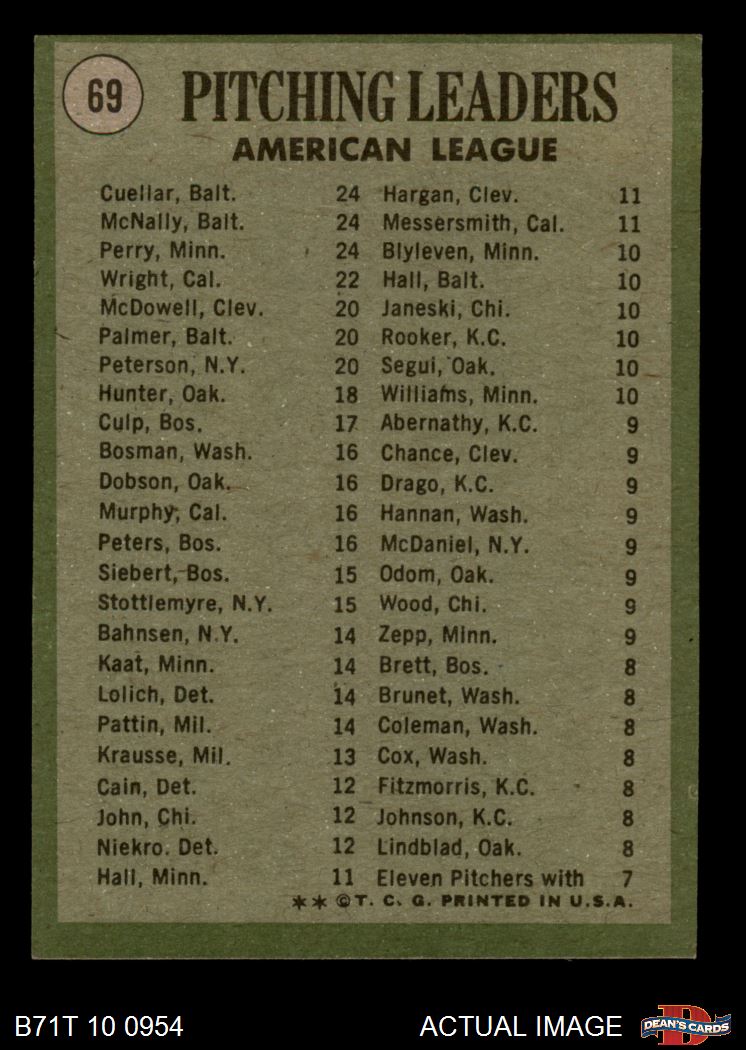 69
PITCHING LEADERS
AMERICAN LEAGUE
Cuellar, Balt. 24
McNally, Balt. 24
Perry, Minn. 24
Wright, Cal. 22
McDowell, Clev. 20
Palmer, Balt. 20
Peterson, N.Y. 20
Hunter, Oak. 18
Culp, Bos. 17
Bosman, Wash. 16
Dobson, Oak. 16
Murphy, Cal. 16
Peters, Bos. 16
Siebert, Bos. 15
Stottlemyre, N.Y. 15
Bahnsen, N.Y. 14
Kaat, Minn. 14
Lolich, Det. 14
Pattin, Mil. 14
Krausse, Mil. 13
Cain, Det. 12
John, Chi. 12
Niekro. Det. 12
Hall, Minn. 11
Hargan, Clev. 11
Messersmith, Cal. 11
Blyleven, Minn. 10
Hall, Balt. 10
Janeski, Chi. 10
Rooker, K.C. 10
Segui, Oak. 10
Williams, Minn. 10
Abernathy, K.C. 9
Chance, Clev. 9
Drago, K.C. 9
Hannan, Wash. 9
McDaniel, N.Y. 9
Odom, Oak. 9
Wood, Chi. 9
Zepp, Minn. 9
Brett, Bos. 8
Brunet, Wash. 8
Coleman, Wash. 8
Cox, Wash. 8
Fitzmorris, K.C. 8
Johnson, K.C. 8
Lindblad, Oak. 8
Eleven Pitchers with 7
** © T. C. G. PRINTED IN U.S.A.
B71T 10 0954
ACTUAL IMAGE
DEAN'S CARDS